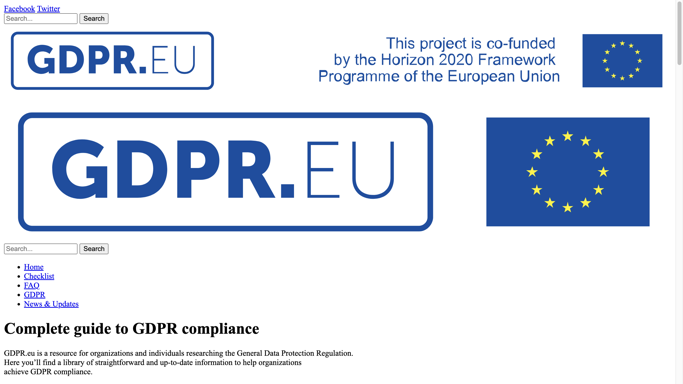 Facebook Twitter
Search... Search
GDPR.EU
This project is co-funded
by the Horizon 2020 Framework
Programme of the European Union
GDPR.EU
Search... Search
Home
Checklist
FAQ
GDPR
News & Updates
Complete guide to GDPR compliance
GDPR.eu is a resource for organizations and individuals researching the General Data Protection Regulation.
Here you’ll find a library of straightforward and up-to-date information to help organizations
achieve GDPR compliance.